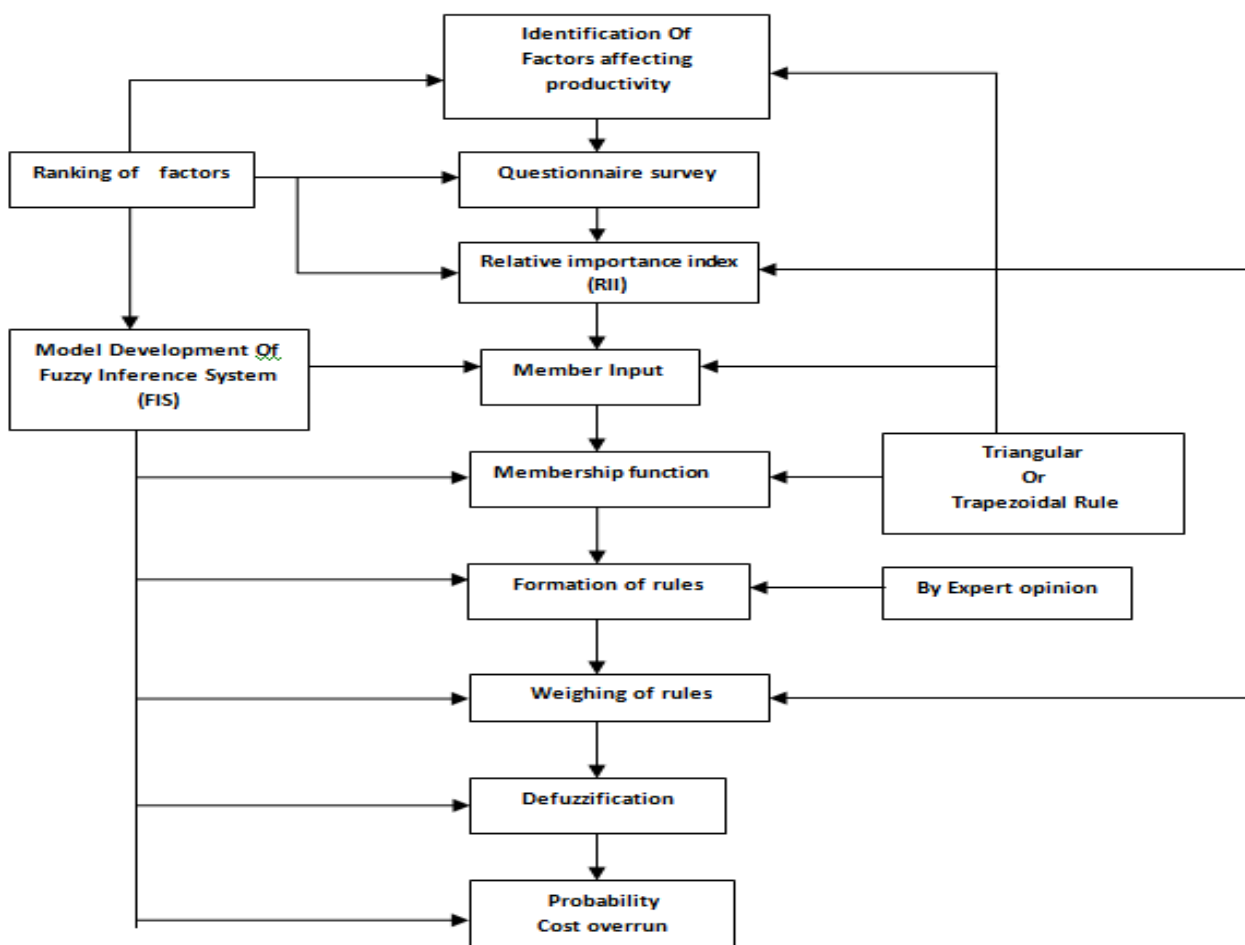 Identification Of
Factors affecting
productivity
Ranking of factors
Questionnaire survey
Relative importance index
(RII)
Model Development Of
Fuzzy Inference System
(FIS)
Member Input
Membership function
Triangular
Or
Trapezoidal Rule
Formation of rules
By Expert opinion
Weighing of rules
Defuzzification
Probability
Cost overrun